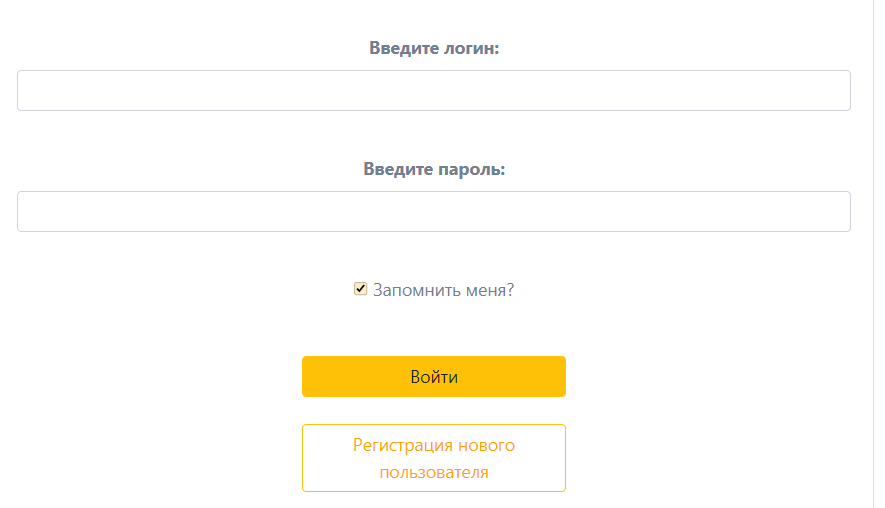 Введите логин:
Введите пароль:
Запомнить меня?
Войти
Регистрация нового
пользователя